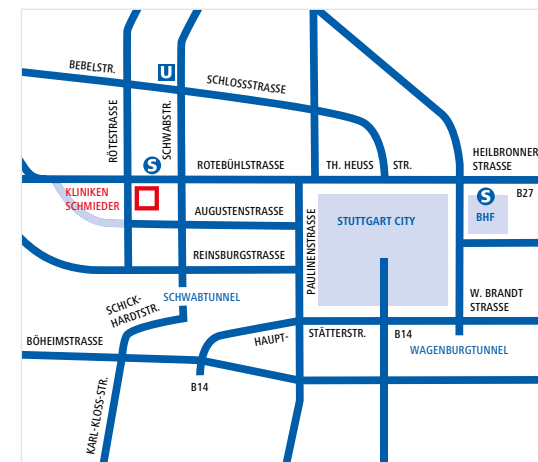 BEBELSTR.
U
SCHLOSSSTRASSE
RÖTESTRASSE
SCHWABSTR.
S
ROTEBÜHLSTRASSE
TH. HEUSS
STR.
HEILBRONNER
STRASSE
B27
KLINIKEN
SCHMIEDER
S
BHF
AUGUSTENSTRASSE
PAULINENSTRASSE
STUTTGART CITY
REINSBURGSTRASSE
SCHWABTUNNEL
SCHICK-
HARDTSTR.
W. BRANDT
STRASSE
BÖHEIMSTRASSE
HAUPT-
STÄTTERSTR.
B14
WAGENBURGTUNNEL
B14
KARL-KLOSS-STR.